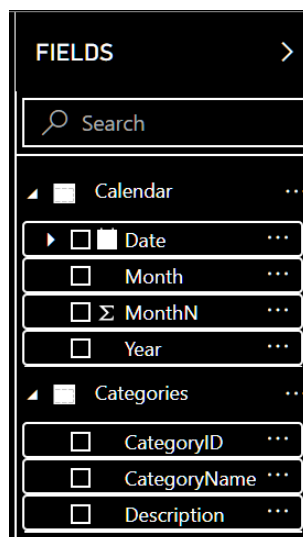 FIELDS
Search
Calendar
Date
Month
Σ MonthN
Year
Categories
CategoryID
CategoryName
Description